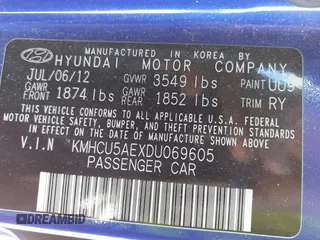 MANUFACTURED IN KOREA BY
HYUNDAI MOTOR COMPANY
JUL/06/12 GVWR 3549 lbs PAINT UU9
GAWR FRONT 1874 lbs GAWR REAR 1852 lbs TRIM RY
THIS VEHICLE CONFORMS TO ALL APPLICABLE U.S.A FEDERAL
MOTOR VEHICLE SAFETY, BUMPER, AND THEFT PREVENTION
STANDARDS IN EFFECT ON THE DATE OF MANUFACTURE
SHOWN ABOVE.
V.I.N KMHCU5AEXDU069605
PASSENGER CAR
DREAMBID